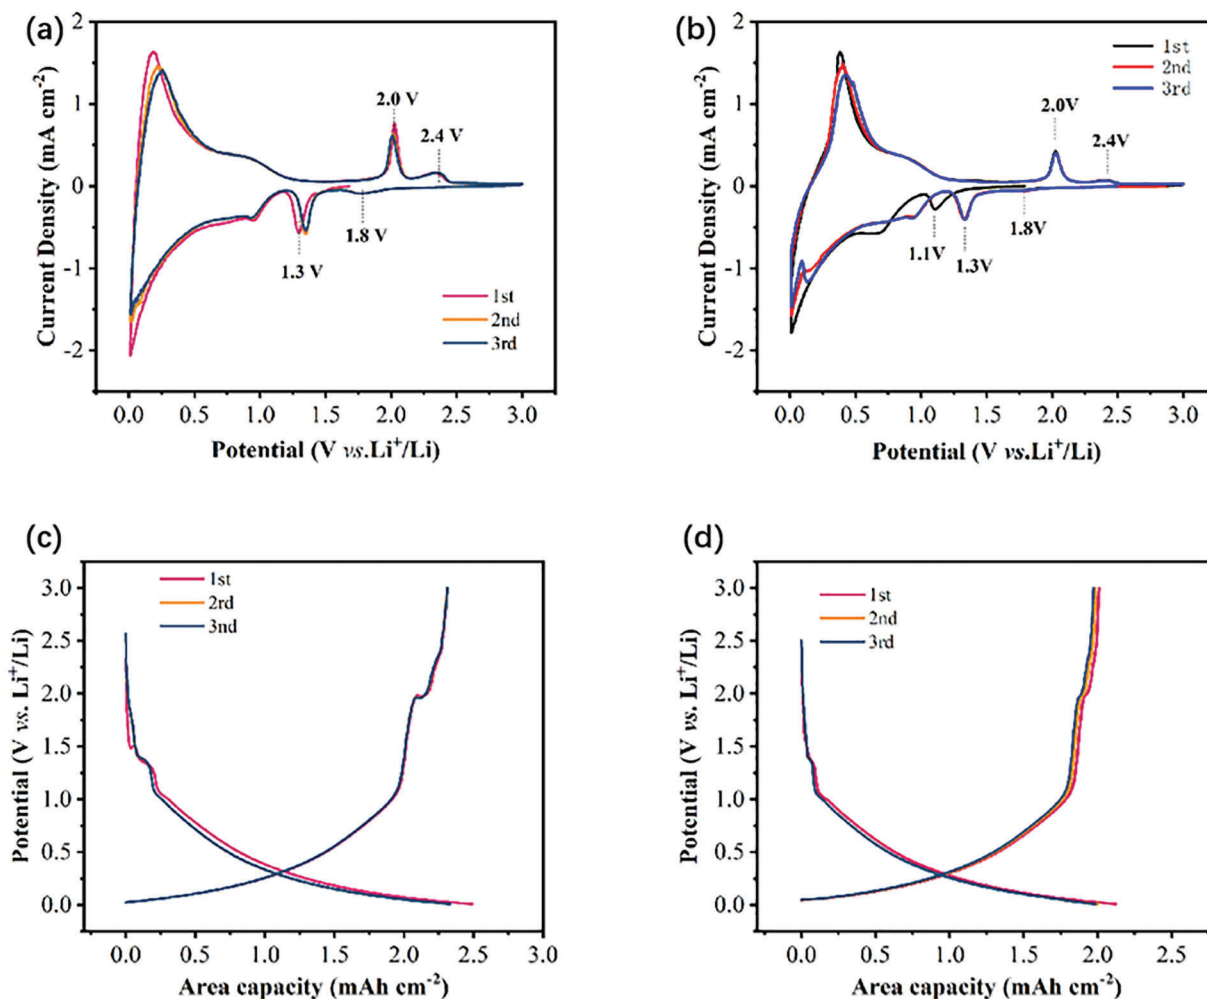 (a)
2
1
0
-1
-2
Current Density (mA cm-2)
2.0 V
2.4 V
1.8 V
1.3 V
1st
2nd
3rd
0.0 0.5 1.0 1.5 2.0 2.5 3.0
Potential (V vs.Li+/Li)
(b)
2
1
0
-1
-2
Current Density (mA cm-2)
1st
2nd
3rd
2.0V
2.4V
1.1V
1.3V
1.8V
0.0 0.5 1.0 1.5 2.0 2.5 3.0
Potential (V vs.Li+/Li)
(c)
3.0
2.5
2.0
1.5
1.0
0.5
0.0
Potential (V vs. Li+/Li)
1st
2rd
3nd
0.0 0.5 1.0 1.5 2.0 2.5 3.0
Area capacity (mAh cm-2)
(d)
3.0
2.5
2.0
1.5
1.0
0.5
0.0
Potential (V vs. Li+/Li)
1st
2nd
3rd
0.0 0.5 1.0 1.5 2.0 2.5
Area capacity (mAh cm-2)